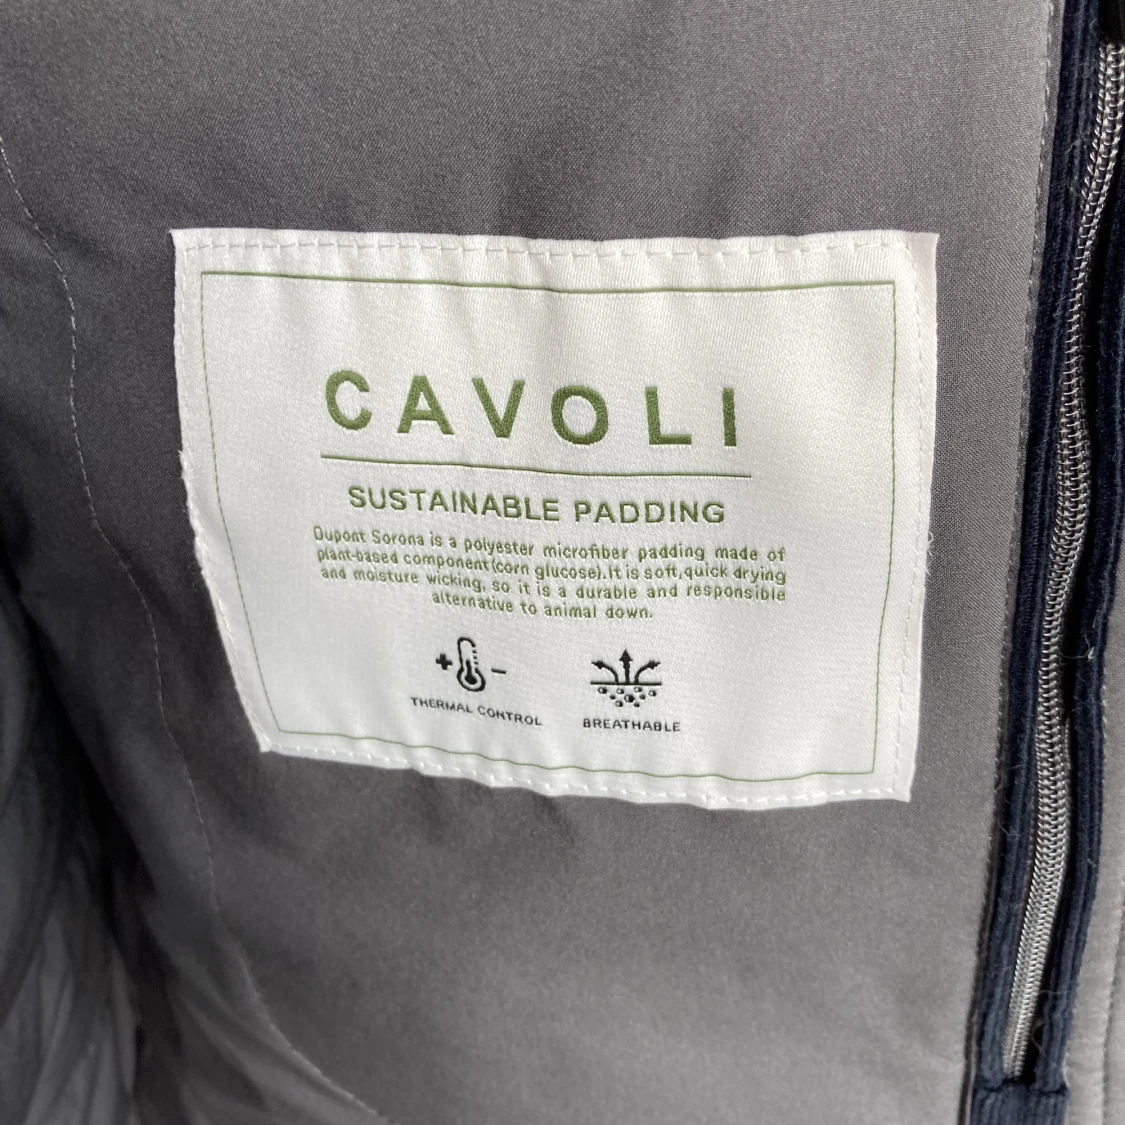 CAVOLI
SUSTAINABLE PADDING
Dupont Sorona is a polyester microfiber padding made of
plant-based component(corn glucose).It is soft,quick drying
and moisture wicking, so it is a durable and responsible
alternative to animal down.
+ -
THERMAL CONTROL
BREATHABLE